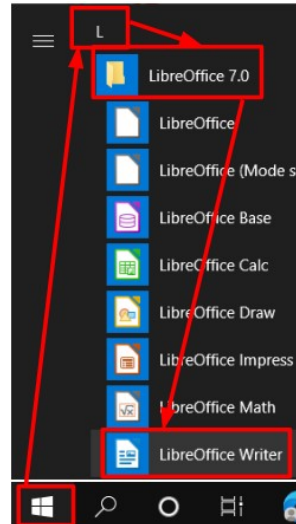 L
LibreOffice 7.0
LibreOffice
LibreOffice (Mode s
LibreOffice Base
LibreOffice Calc
LibreOffice Draw
LibreOffice Impress
LibreOffice Math
LibreOffice Writer